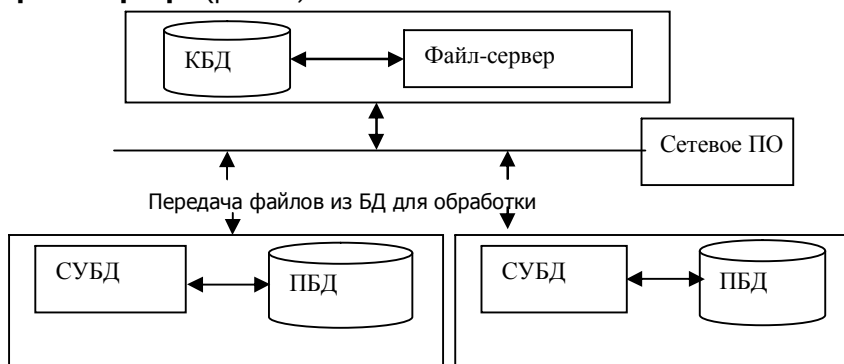 КБД
Файл-сервер
Сетевое ПО
Передача файлов из БД для обработки
СУБД
ПБД
СУБД
ПБД